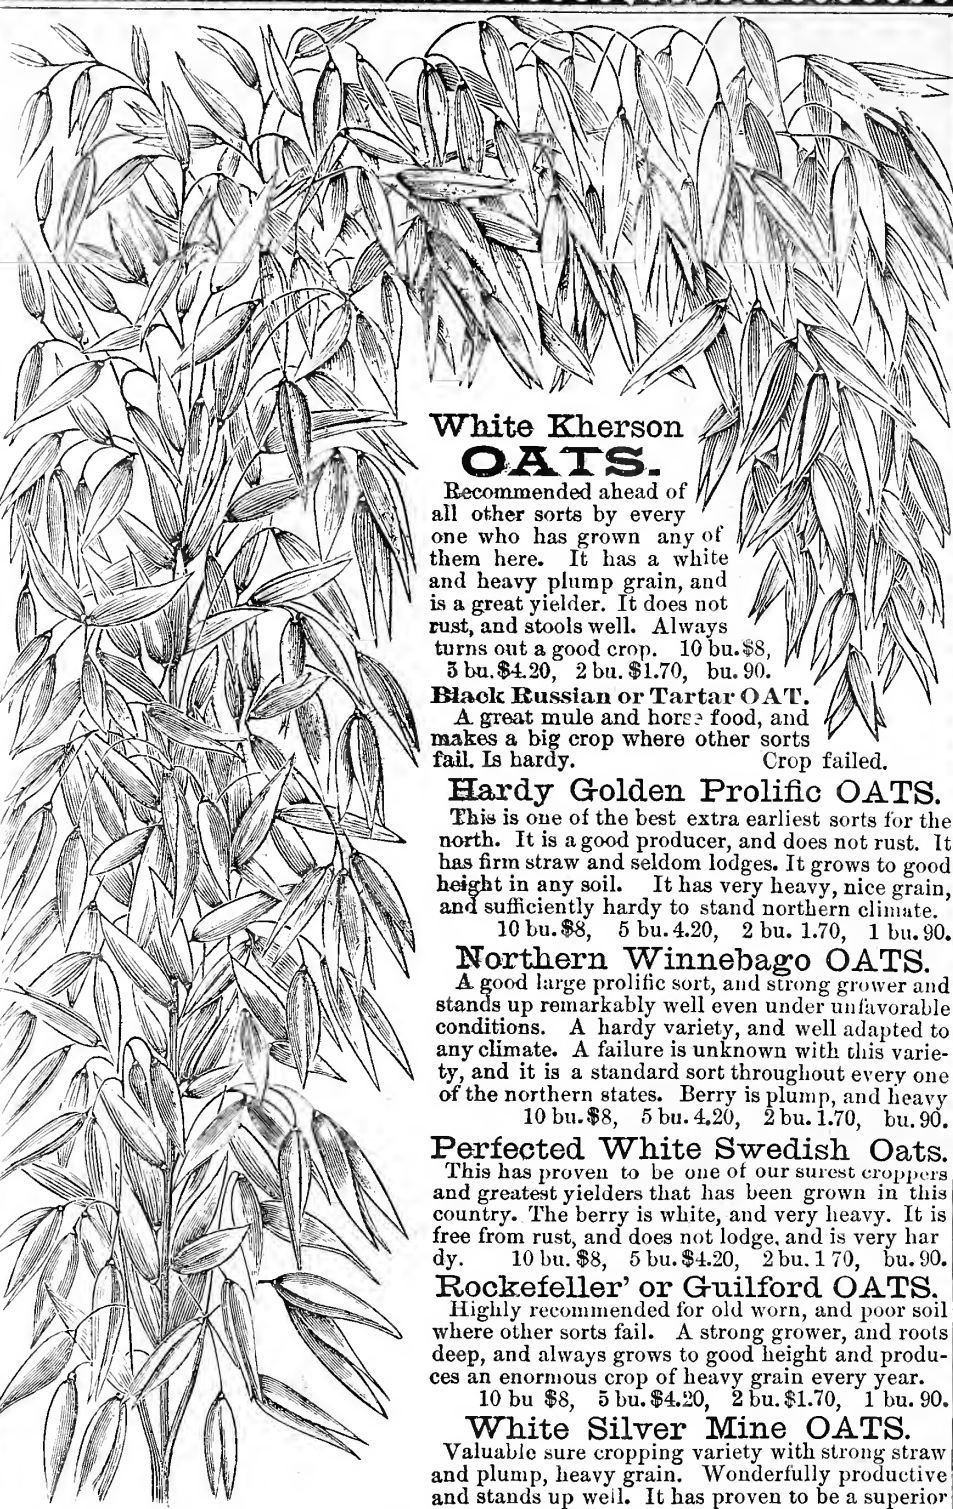 White Kherson
OATS.
Recommended ahead of
all other sorts by every
one who has grown any of
them here. It has a white
and heavy plump grain, and
is a great yielder. It does not
rust, and stools well. Always
turns out a good crop. 10 bu. $8,
5 bu. $4.20, 2 bu. $1.70, bu. 90.
Black Russian or Tartar OAT.
A great mule and horse food, and
makes a big crop where other sorts
fail. Is hardy. Crop failed.
Hardy Golden Prolific OATS.
This is one of the best extra earliest sorts for the
north. It is a good producer, and does not rust. It
has firm straw and seldom lodges. It grows to good
height in any soil. It has very heavy, nice grain,
and sufficiently hardy to stand northern climate.
10 bu. $8, 5 bu. 4.20, 2 bu. 1.70, 1 bu. 90.
Northern Winnebago OATS.
A good large prolific sort, and strong grower and
stands up remarkably well even under unfavorable
conditions. A hardy variety, and well adapted to
any climate. A failure is unknown with this varie-
ty, and it is a standard sort throughout every one
of the northern states. Berry is plump, and heavy
10 bu. $8, 5 bu. 4.20, 2 bu. 1.70, bu. 90.
Perfected White Swedish Oats.
This has proven to be one of our surest croppers
and greatest yielders that has been grown in this
country. The berry is white, and very heavy. It is
free from rust, and does not lodge, and is very har
dy. 10 bu. $8, 5 bu. $4.20, 2 bu. 1 70, bu. 90.
Rockefeller' or Guilford OATS.
Highly recommended for old worn, and poor soil
where other sorts fail. A strong grower, and roots
deep, and always grows to good height and produ-
ces an enormous crop of heavy grain every year.
10 bu $8, 5 bu. $4.20, 2 bu. $1.70, 1 bu. 90.
White Silver Mine OATS.
Valuable sure cropping variety with strong straw
and plump, heavy grain. Wonderfully productive
and stands up well. It has proven to be a superior